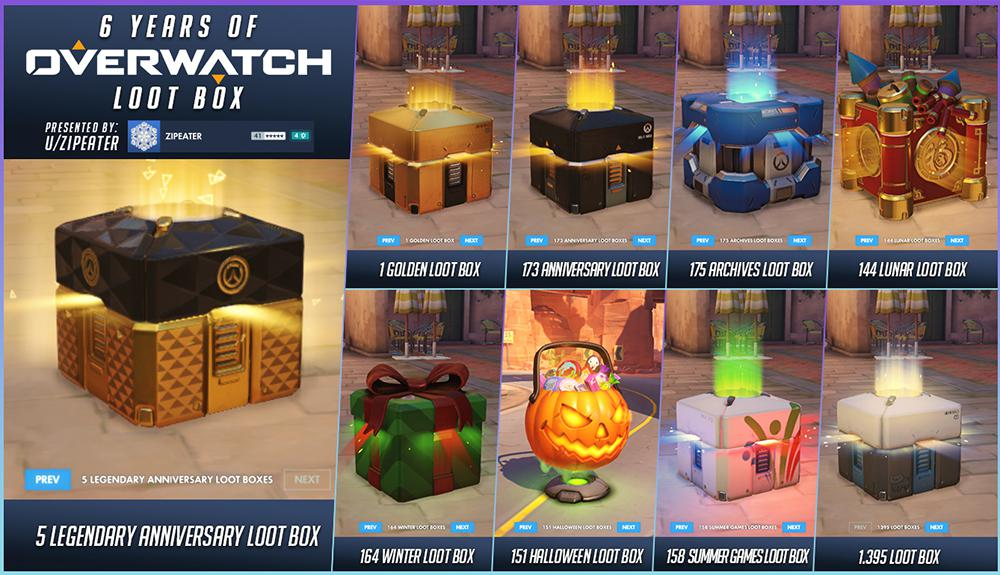 6 YEARS OF
OVERWATCH
LOOT BOX
PRESENTED BY:
U/ZIPEATER
ZIPEATER
41 ★★★★★
4
PREV 5 LEGENDARY ANNIVERSARY LOOT BOXES NEXT
5 LEGENDARY ANNIVERSARY LOOT BOX
PREV 1 GOLDEN LOOT BOX NEXT
1 GOLDEN LOOT BOX
PREV 173 ANNIVERSARY LOOT BOXES NEXT
173 ANNIVERSARY LOOT BOX
PREV 175 ARCHIVES LOOT BOXES NEXT
175 ARCHIVES LOOT BOX
PREV 144 LUNAR LOOT BOXES NEXT
144 LUNAR LOOT BOX
PREV 164 WINTER LOOT BOXES NEXT
164 WINTER LOOT BOX
PREV 151 HALLOWEEN LOOT BOXES NEXT
151 HALLOWEEN LOOT BOX
PREV 158 SUMMER GAMES LOOT BOXES NEXT
158 SUMMER GAMES LOOT BOX
PREV 1395 LOOT BOXES NEXT
1.395 LOOT BOX